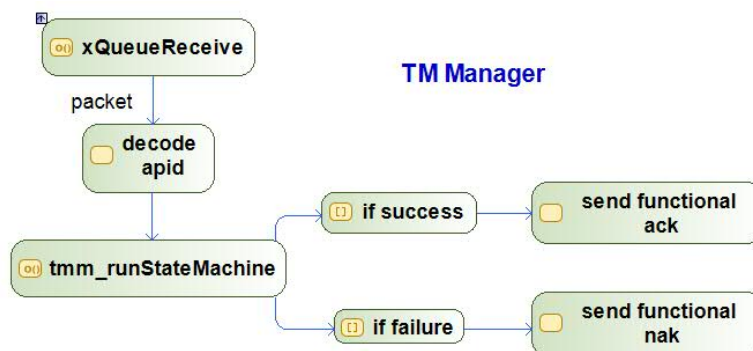 xQueueReceive
TM Manager
packet
decode
apid
if success
send functional
ack
tmm_runStateMachine
if failure
send functional
nak